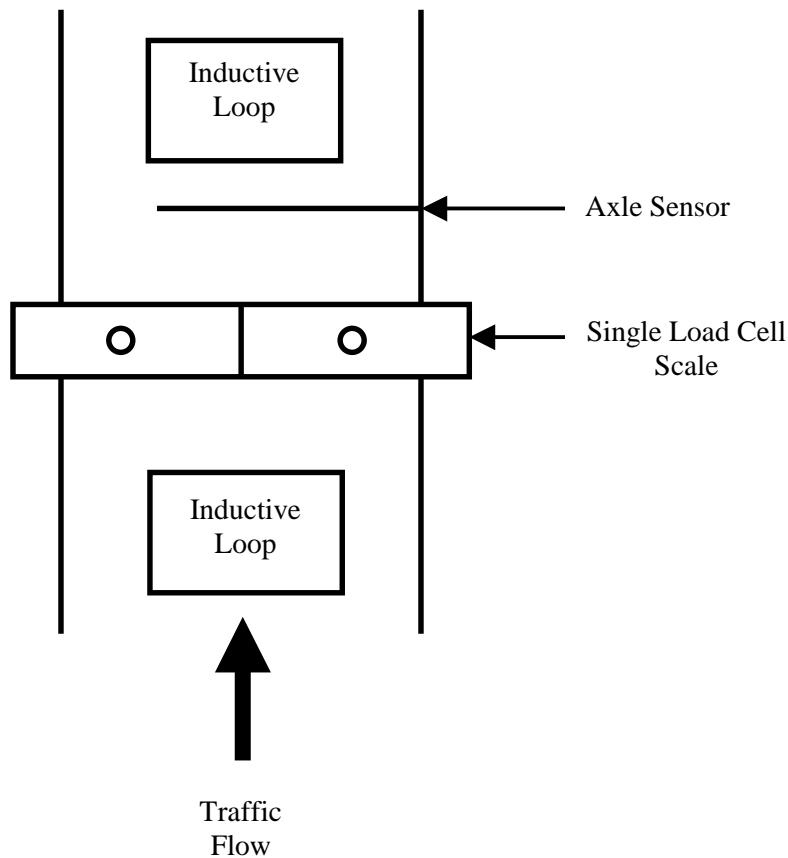 Inductive
Loop
Axle Sensor
Single Load Cell
Scale
Inductive
Loop
Traffic
Flow